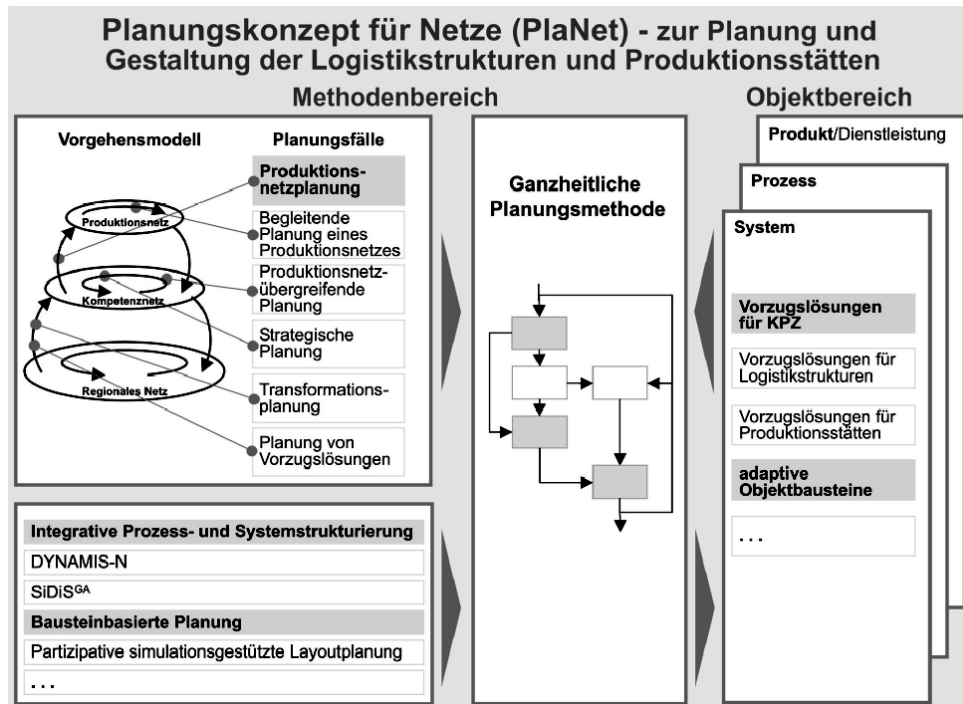 Planungskonzept für Netze (PlaNet) - zur Planung und
Gestaltung der Logistikstrukturen und Produktionsstätten
Methodenbereich
Objektbereich
Vorgehensmodell
Planungsfälle
Produktionsnetz
Kompetenznetz
Regionales Netz
Produktions-
netzplanung
Begleitende
Planung eines
Produktionsnetzes
Produktionsnetz-
übergreifende
Planung
Strategische
Planung
Transformations-
planung
Planung von
Vorzugslösungen
Integrative Prozess- und Systemstrukturierung
DYNAMIS-N
SiDiSGA
Bausteinbasierte Planung
Partizipative simulationsgestützte Layoutplanung
. . .
Ganzheitliche
Planungsmethode
Produkt/Dienstleistung
Prozess
System
Vorzugslösungen
für KPZ
Vorzugslösungen für
Logistikstrukturen
Vorzugslösungen für
Produktionsstätten
adaptive
Objektbausteine
. . .